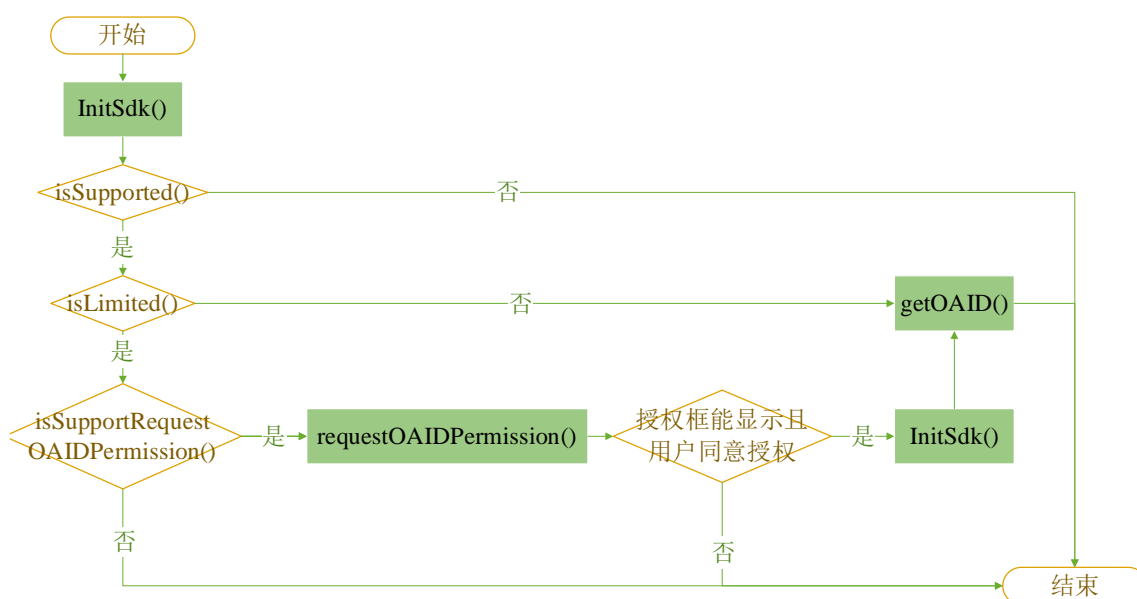 开始
InitSdk()
isSupported()
否
是
isLimited()
否
getOAID()
是
isSupportRequest
OAIDPermission()
是
requestOAIDPermission()
授权框能显示且
用户同意授权
是
InitSdk()
否
否
结束